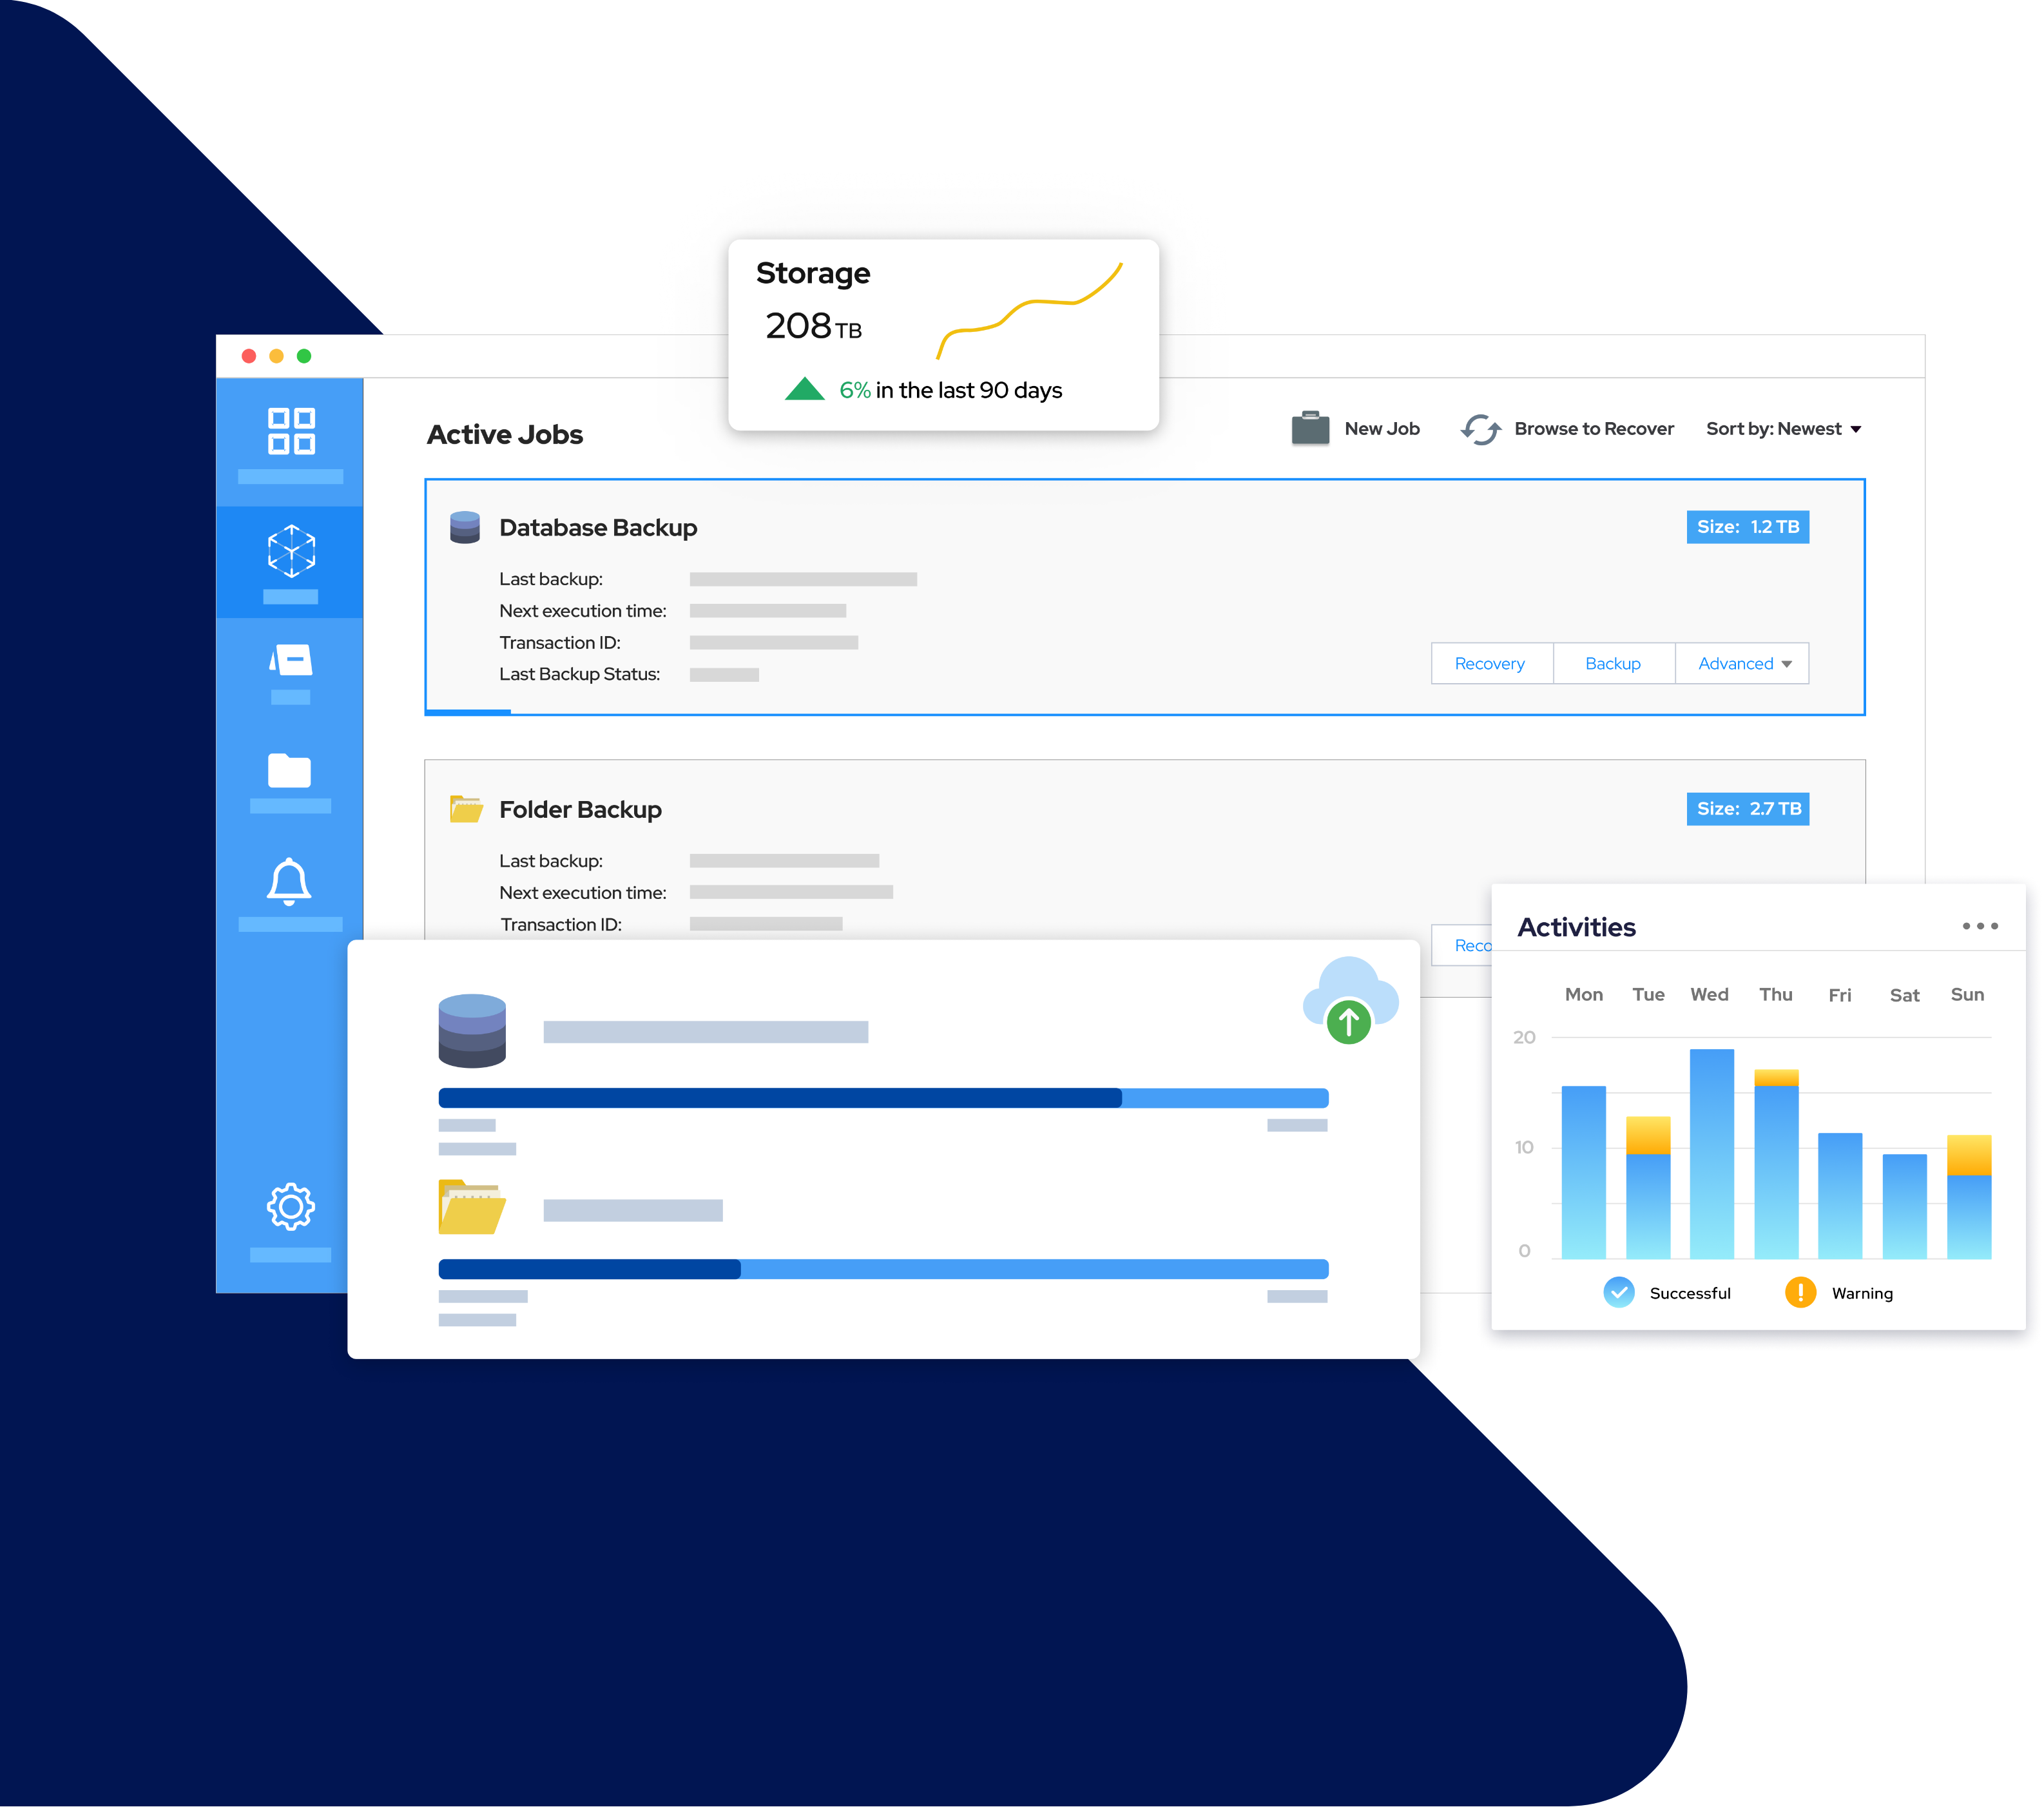 Storage
208 TB
6% in the last 90 days
Active Jobs
New Job
Browse to Recover
Sort by: Newest
Database Backup
Size: 1.2 TB
Last backup:
Next execution time:
Transaction ID:
Last Backup Status:
Recovery
Backup
Advanced
Folder Backup
Size: 2.7 TB
Last backup:
Next execution time:
Transaction ID:
Reco
Activities
Mon Tue Wed Thu Fri Sat Sun
20
10
0
Successful
Warning